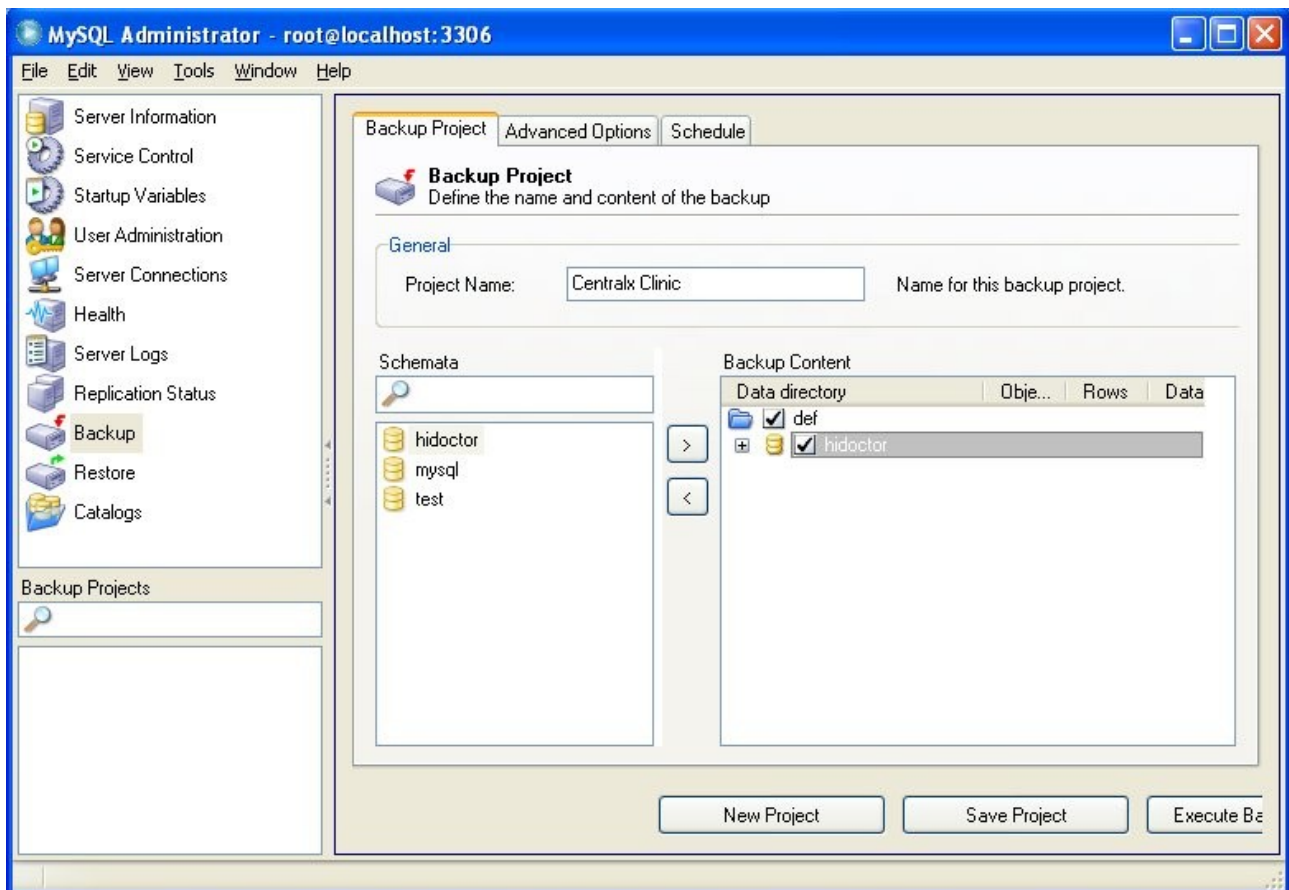 MySQL Administrator - root@localhost:3306
File Edit View Tools Window Help
Server Information
Service Control
Startup Variables
User Administration
Server Connections
Health
Server Logs
Replication Status
Backup
Restore
Catalogs
Backup Projects
Backup Project Advanced Options Schedule
Backup Project
Define the name and content of the backup
General
Project Name: Centralx Clinic Name for this backup project.
Schemata
hidoctor
mysql
test
>
<
Backup Content
Data directory Obje... Rows Data
def
hidoctor
New Project Save Project Execute Ba